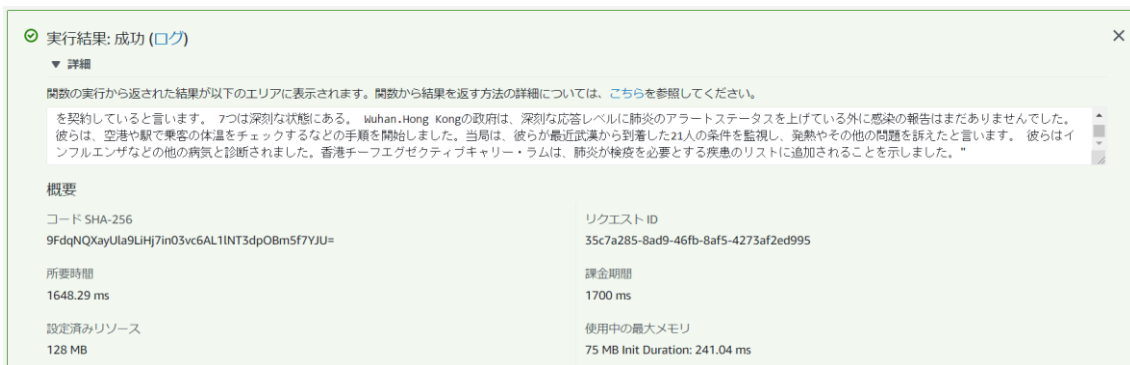 実行結果: 成功 (ログ)
▼ 詳細
関数の実行から返された結果が以下のエリアに表示されます。関数から結果を返す方法の詳細については、こちらを参照してください。
を契約していると言います。 7つは深刻な状態にある。 Wuhan.Hong Kongの政府は、深刻な応答レベルに肺炎のアラートステータスを上げている外に感染の報告はまだありませんでした。
彼らは、空港や駅で乗客の体温をチェックするなどの手順を開始しました。当局は、彼らが最近武漢から到着した21人の条件を監視し、発熱やその他の問題を訴えたと言います。 彼らはイ
ンフルエンザなどの他の病気と診断されました。香港チーフエグゼクティブキャリー・ラムは、肺炎が検疫を必要とする疾患のリストに追加されることを示しました。"
概要
コード SHA-256
リクエスト ID
9FdqNQXayUla9LiHj7in03vc6AL1lNT3dpOBm5f7YJU=
35c7a285-8ad9-46fb-8af5-4273af2ed995
所要時間
課金期間
1648.29 ms
1700 ms
設定済みリソース
使用中の最大メモリ
128 MB
75 MB Init Duration: 241.04 ms